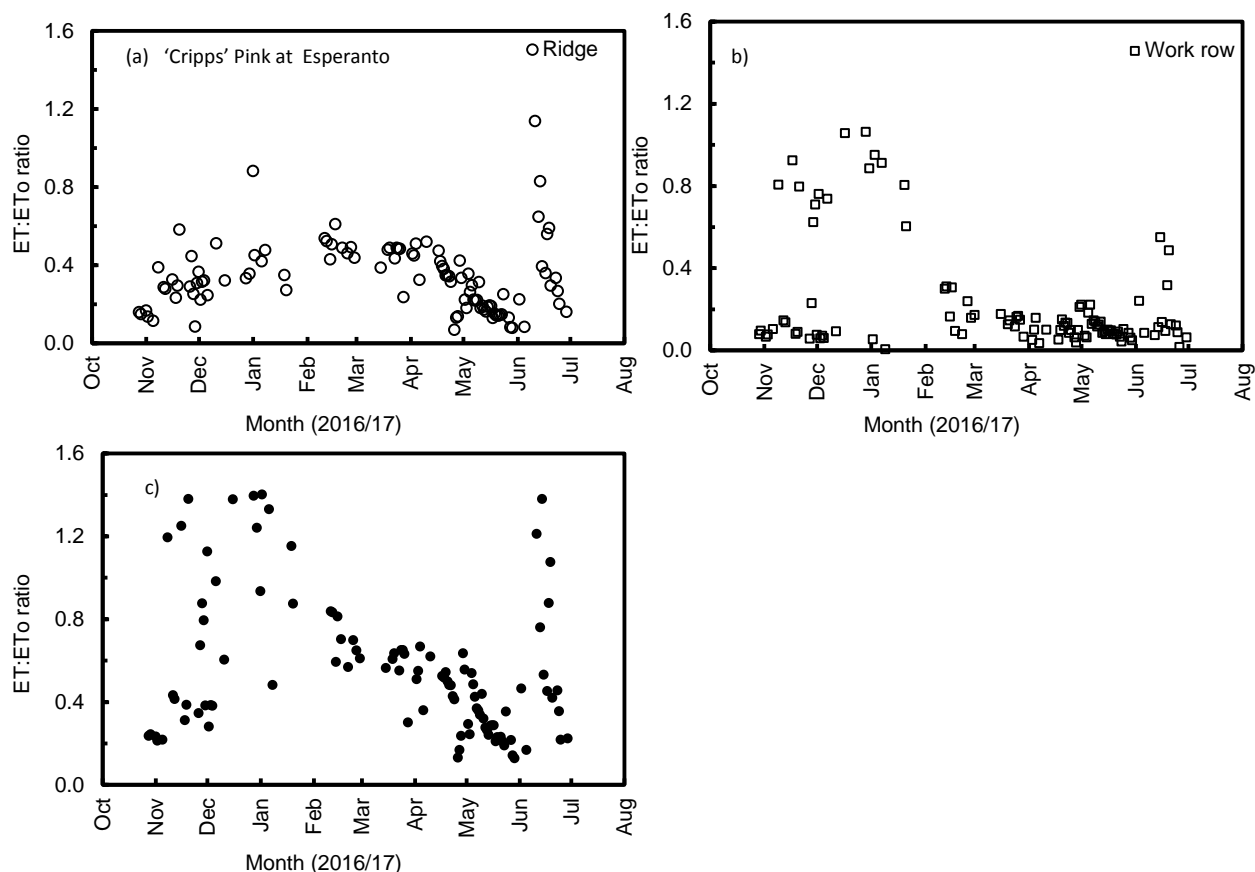 (a) 'Cripps' Pink at Esperanto
Ridge
ET:ETo ratio
1.6
1.2
0.8
0.4
0.0
Oct
Nov
Dec
Jan
Feb
Mar
Apr
May
Jun
Jul
Aug
Month (2016/17)
b)
Work row
ET:ETo ratio
1.6
1.2
0.8
0.4
0.0
Oct
Nov
Dec
Jan
Feb
Mar
Apr
May
Jun
Jul
Aug
Month (2016/17)
c)
ET:ETo ratio
1.6
1.2
0.8
0.4
0.0
Oct
Nov
Dec
Jan
Feb
Mar
Apr
May
Jun
Jul
Aug
Month (2016/17)